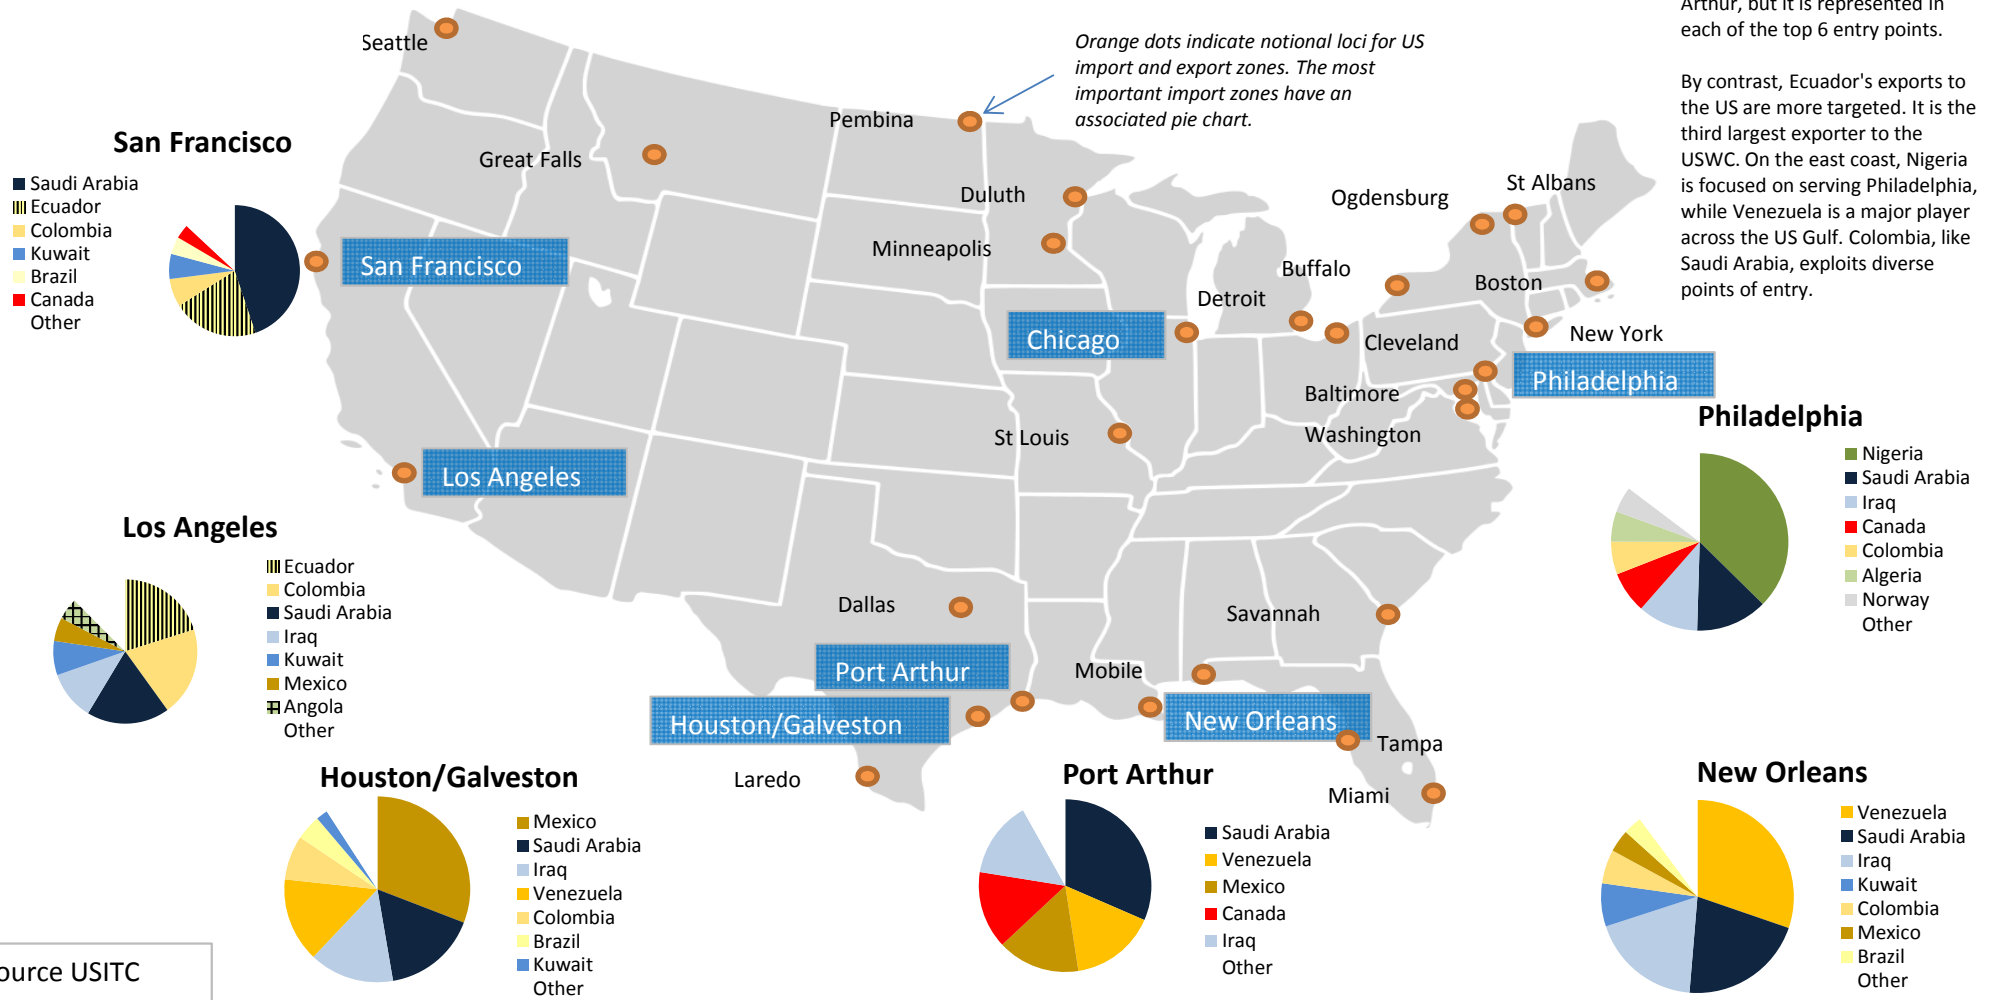 Arthur, but it is represented in
each of the top 6 entry points.
By contrast, Ecuador's exports to
the US are more targeted. It is the
third largest exporter to the
USWC. On the east coast, Nigeria
is focused on serving Philadelphia,
while Venezuela is a major player
across the US Gulf. Colombia, like
Saudi Arabia, exploits diverse
points of entry.
Orange dots indicate notional loci for US
import and export zones. The most
important import zones have an
associated pie chart.
Seattle
Pembina
Great Falls
Duluth
Minneapolis
Ogdensburg
St Albans
Buffalo
Boston
Detroit
Cleveland
New York
Baltimore
Washington
St Louis
Dallas
Savannah
Mobile
Laredo
Tampa
Miami
San Francisco
Chicago
Philadelphia
Los Angeles
Port Arthur
Houston/Galveston
New Orleans
San Francisco
Saudi Arabia
Ecuador
Colombia
Kuwait
Brazil
Canada
Other
Los Angeles
Ecuador
Colombia
Saudi Arabia
Iraq
Kuwait
Mexico
Angola
Other
Houston/Galveston
Mexico
Saudi Arabia
Iraq
Venezuela
Colombia
Brazil
Kuwait
Other
Port Arthur
Saudi Arabia
Venezuela
Mexico
Canada
Iraq
Other
New Orleans
Venezuela
Saudi Arabia
Iraq
Kuwait
Colombia
Mexico
Brazil
Other
Philadelphia
Nigeria
Saudi Arabia
Iraq
Canada
Colombia
Algeria
Norway
Other
ource USITC